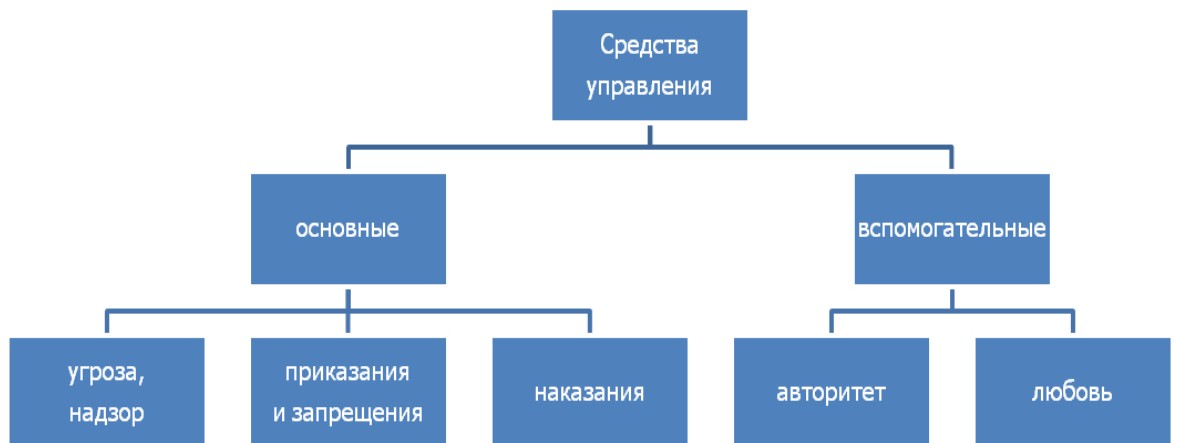 Средства
управления
основные
вспомогательные
угроза,
надзор
приказания
и запрещения
наказания
авторитет
любовь